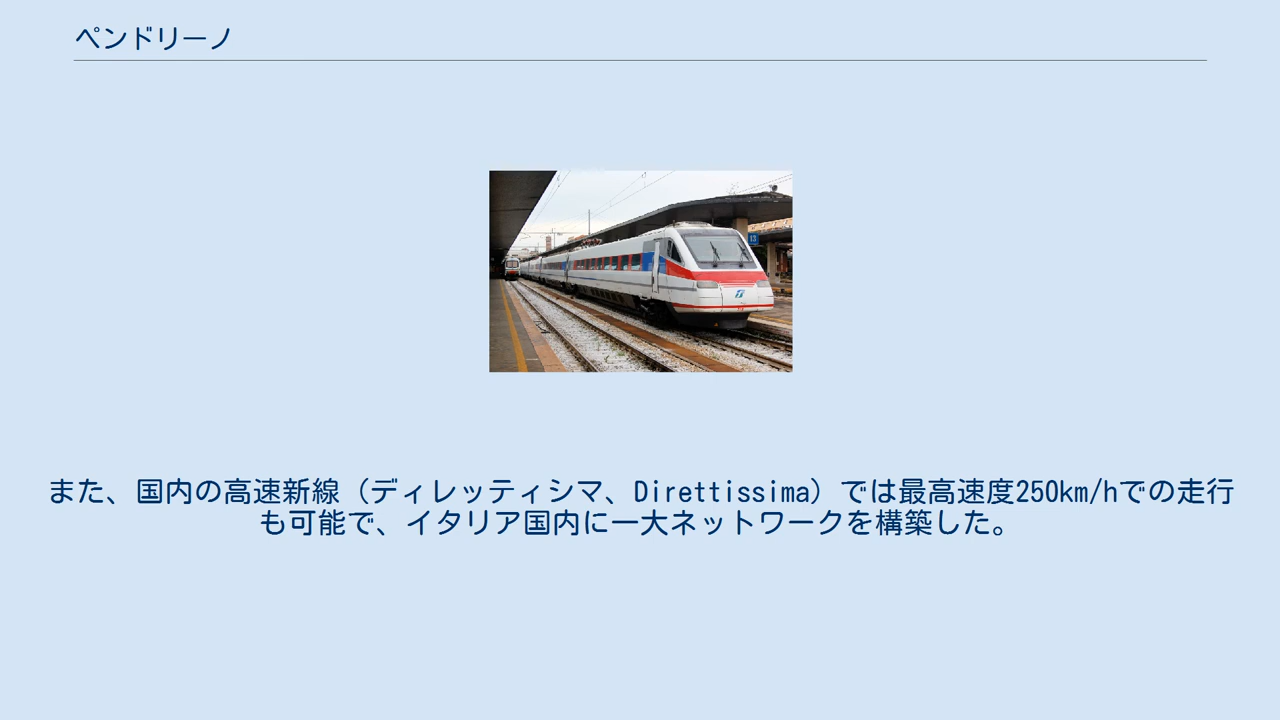 ペンドリーノ
13
また、国内の高速新線（ディレッティシマ、Direttissima）では最高速度250km/hでの走行
も可能で、イタリア国内に一大ネットワークを構築した。